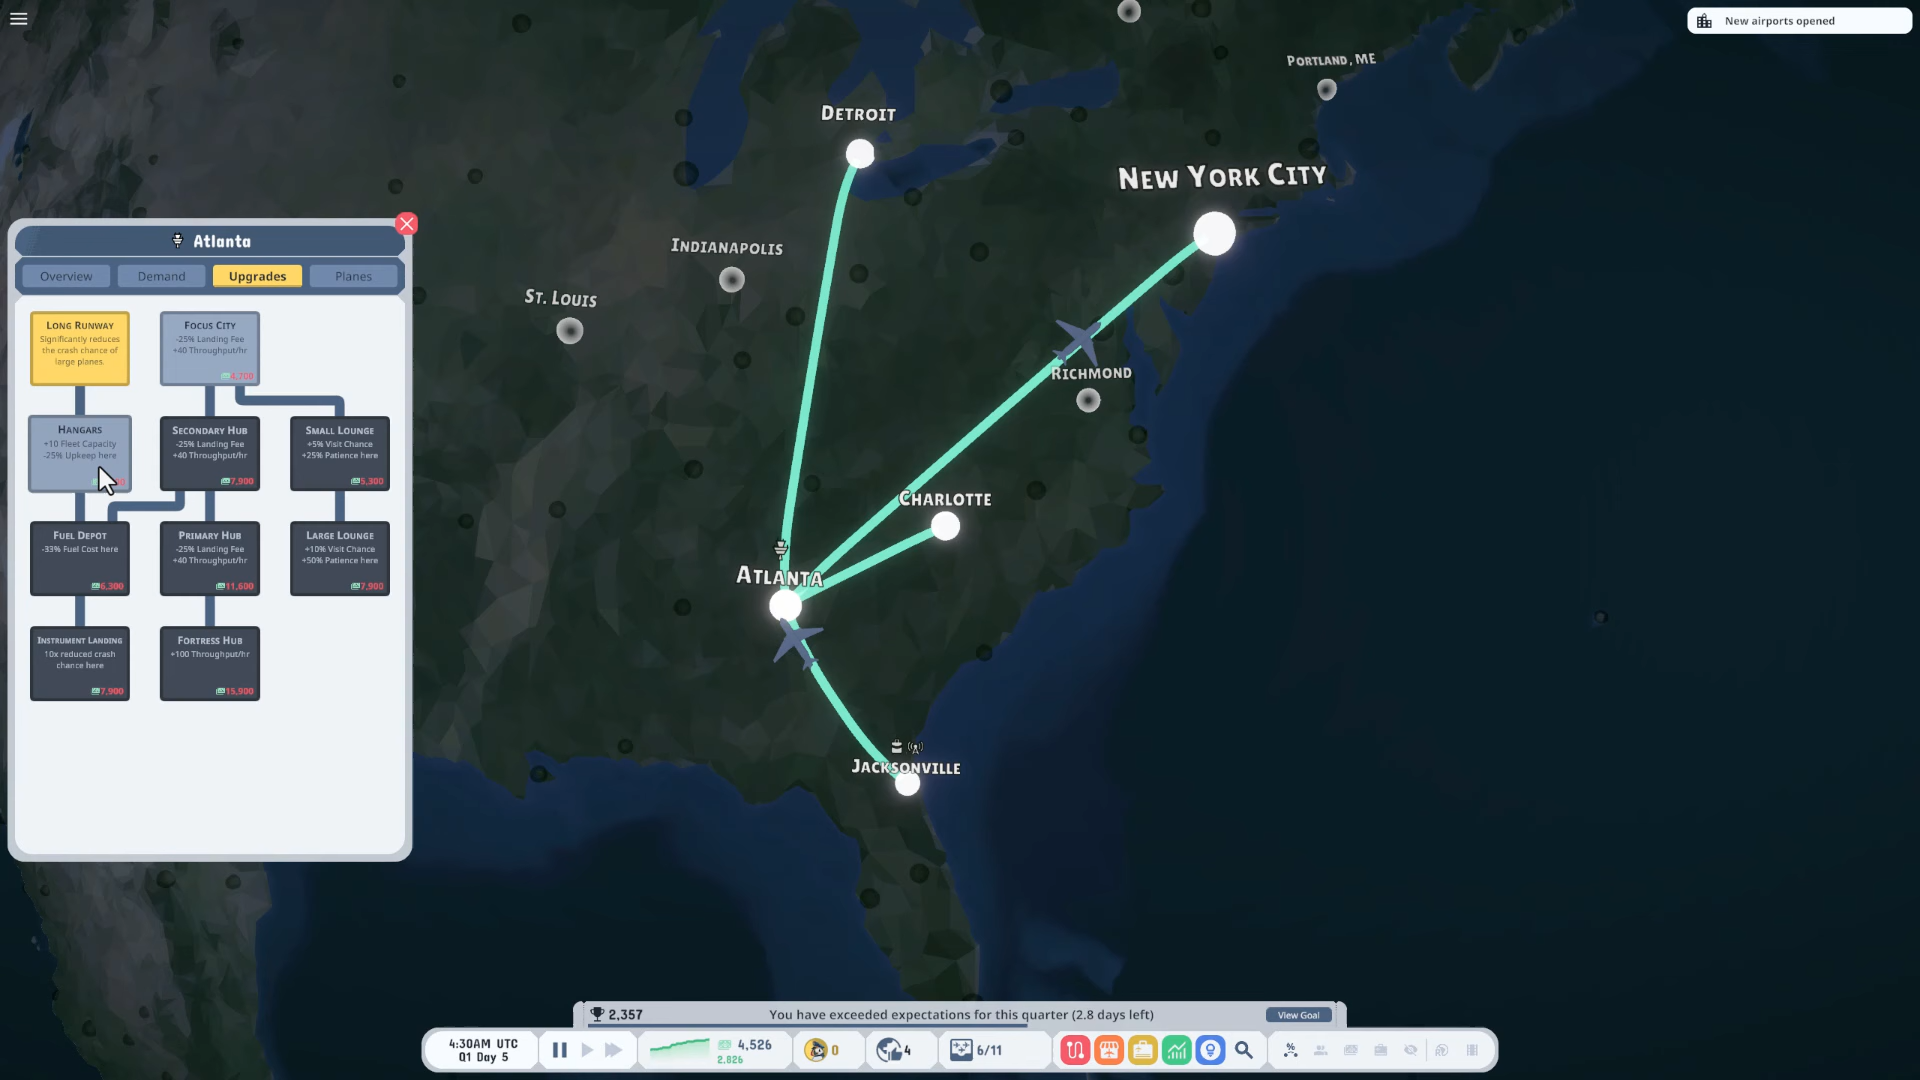 New airports opened
PORTLAND, ME
DETROIT
NEW YORK CITY
INDIANAPOLIS
ST. LOUIS
RICHMOND
CHARLOTTE
ATLANTA
JACKSONVILLE
Atlanta
Overview
Demand
Upgrades
Planes
LONG RUNWAY
Significantly reduces
the crash chance of
large planes.
FOCUS CITY
-25% Landing Fee
+40 Throughput/hr
4,200
HANGARS
+10 Fleet Capacity
-25% Upkeep here
SECONDARY HUB
-25% Landing Fee
+40 Throughput/hr
7,900
SMALL LOUNGE
+5% Visit Chance
+25% Patience here
5,300
FUEL DEPOT
-33% Fuel Cost here
6,300
PRIMARY HUB
-25% Landing Fee
+40 Throughput/hr
11,600
LARGE LOUNGE
+10% Visit Chance
+50% Patience here
7,900
INSTRUMENT LANDING
10x reduced crash
chance here
7,900
FORTRESS HUB
+100 Throughput/hr
15,900
2,357
You have exceeded expectations for this quarter (2.8 days left)
View Goal
4:30AM UTC
Q1 Day 5
4,526
2,826
0
4
6/11